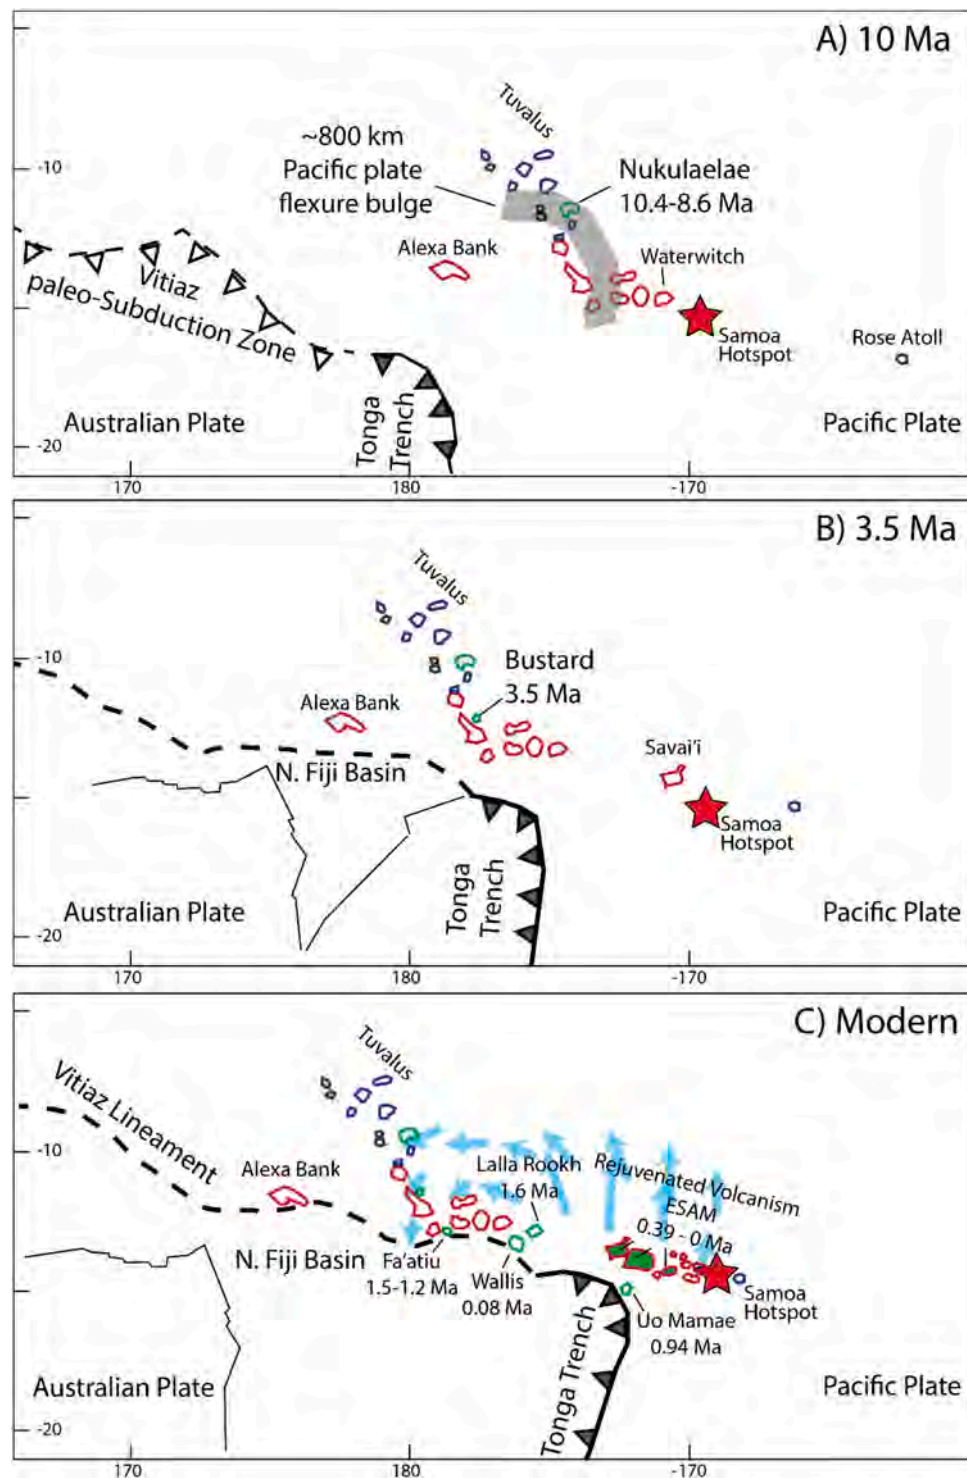 A) 10 Ma
Tuvalus
~800 km
Pacific plate
flexure bulge
Nukulaelae
10.4-8.6 Ma
-10
Alexa Bank
Waterwitch
Vitiaz
paleo-Subduction Zone
Samoa
Hotspot
Rose Atoll
Australian Plate
Tonga
Trench
Pacific Plate
-20
170
180
-170
B) 3.5 Ma
Tuvalus
-10
Bustard
3.5 Ma
Alexa Bank
N. Fiji Basin
Savai'i
Samoa
Hotspot
Australian Plate
Tonga
Trench
Pacific Plate
-20
170
180
-170
C) Modern
Tuvalus
Vitiaz Lineament
-10
Alexa Bank
Lalla Rookh
1.6 Ma
Rejuvenated Volcanism
ESAM
0.39 - 0 Ma
N. Fiji Basin
Fa'atiu
1.5-1.2 Ma
Wallis
0.08 Ma
Samoa
Hotspot
Uo Mamae
0.94 Ma
Australian Plate
Tonga Trench
Pacific Plate
-20
170
180
-170